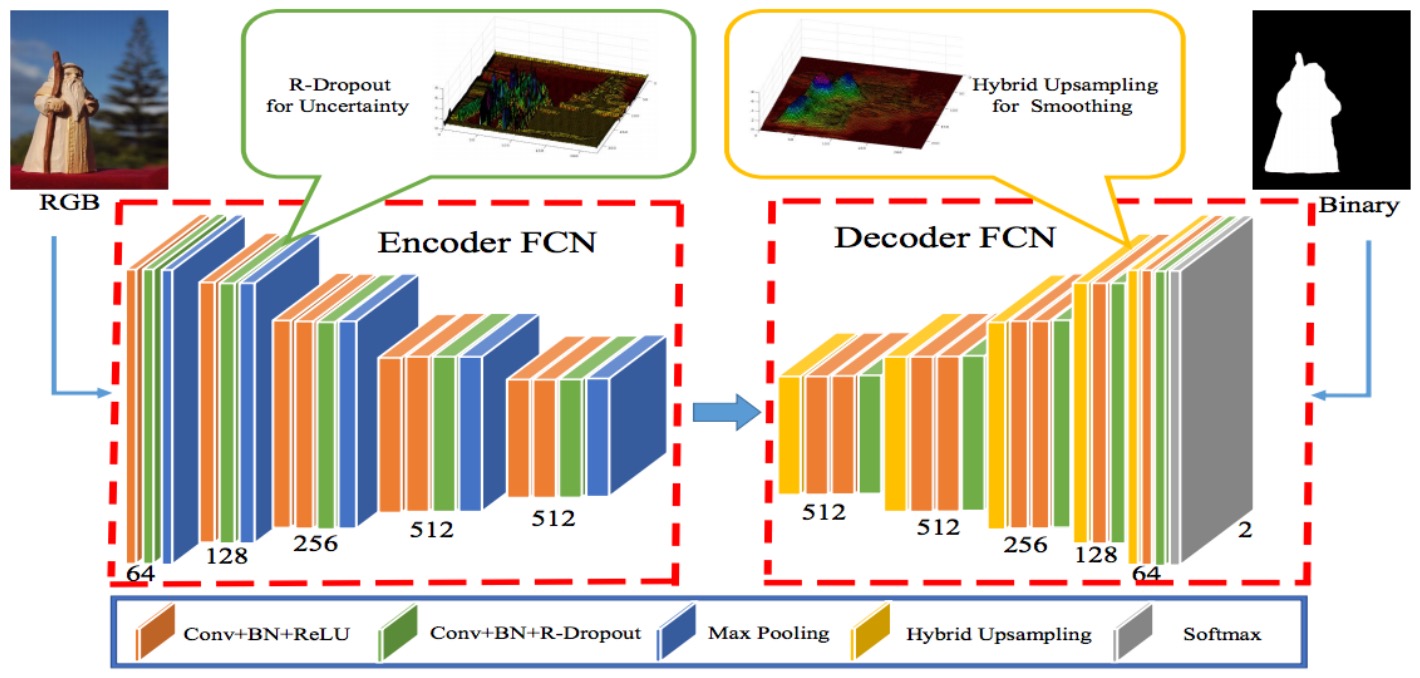 R-Dropout
for Uncertainty
Hybrid Upsampling
for Smoothing
RGB
Binary
Encoder FCN
Decoder FCN
64
128
256
512
512
512
512
256
128
64
2
Conv+BN+ReLU
Conv+BN+R-Dropout
Max Pooling
Hybrid Upsampling
Softmax